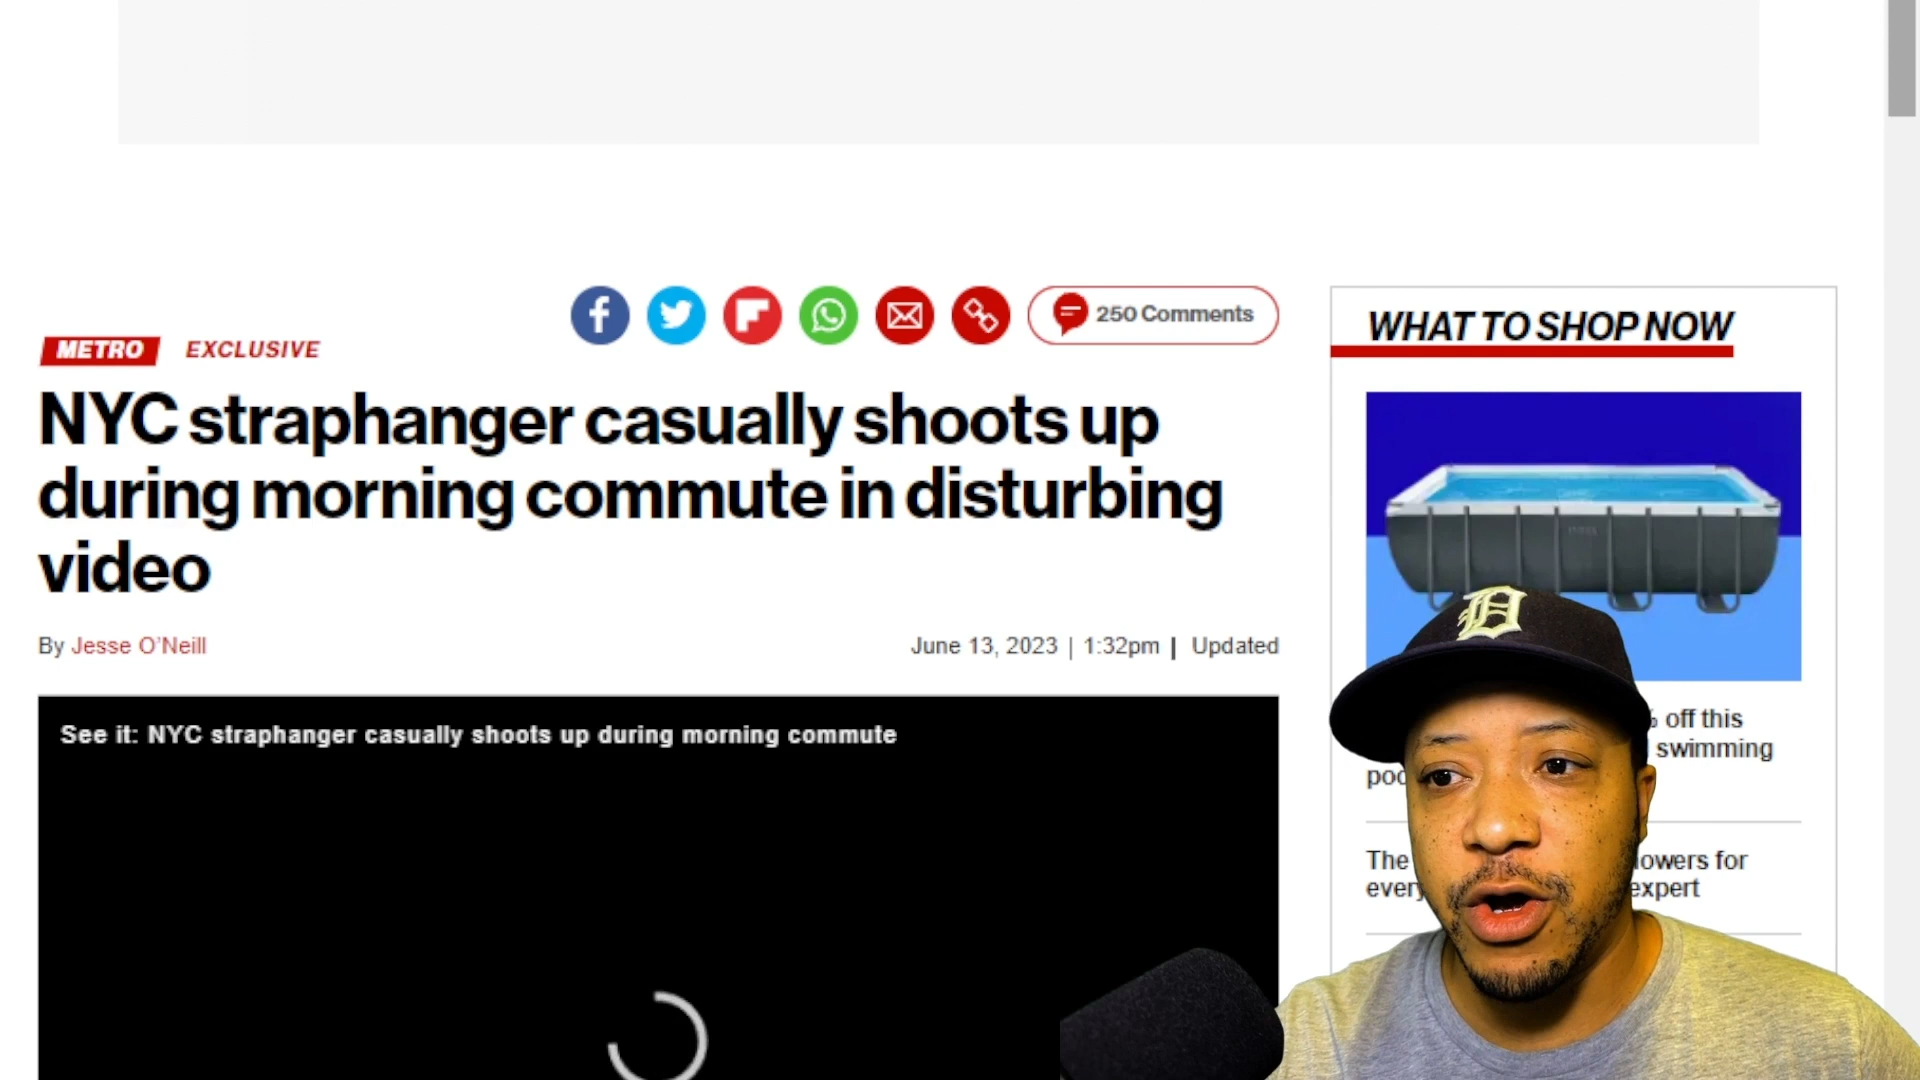 250 Comments
WHAT TO SHOP NOW
METRO EXCLUSIVE
NYC straphanger casually shoots up
during morning commute in disturbing
video
By Jesse O'Neill
June 13, 2023 | 1:32pm | Updated
See it: NYC straphanger casually shoots up during morning commute
off this
swimming
The
lowers for
expert
D